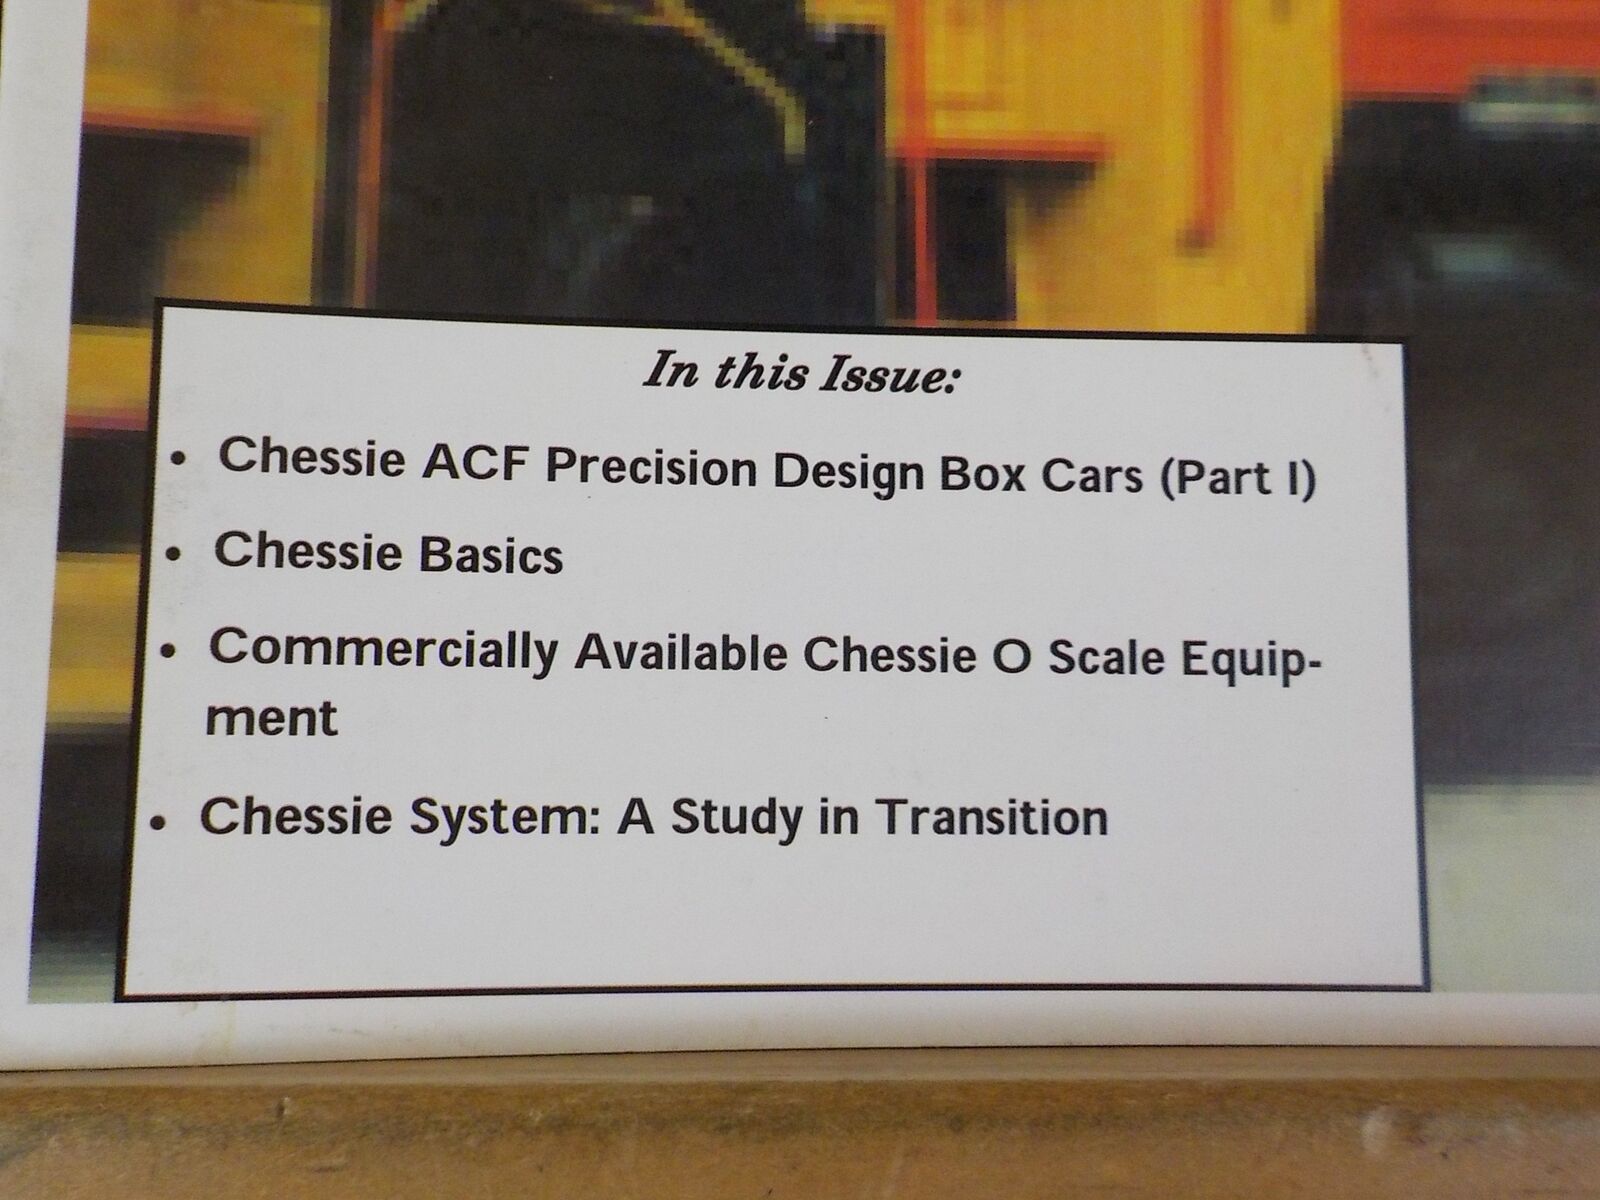 In this Issue:
• Chessie ACF Precision Design Box Cars (Part I)
• Chessie Basics
• Commercially Available Chessie O Scale Equip-
ment
• Chessie System: A Study in Transition